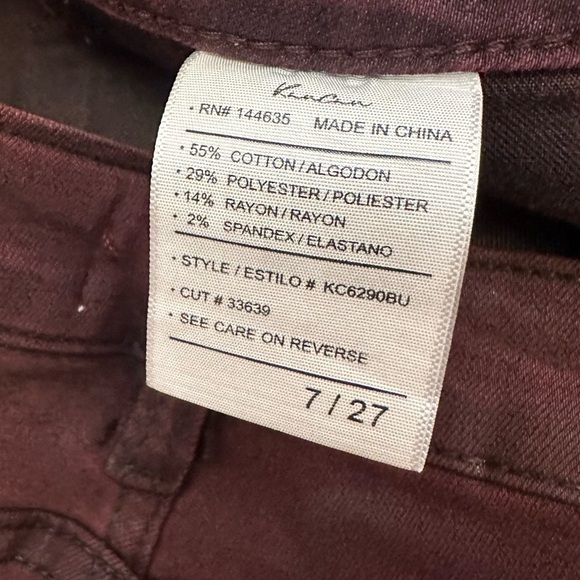 KanCan
• RN# 144635 MADE IN CHINA
• 55% COTTON / ALGODON
• 29% POLYESTER / POLIESTER
• 14% RAYON / RAYON
• 2% SPANDEX / ELASTANO
• STYLE / ESTILO # KC6290BU
• CUT # 33639
• SEE CARE ON REVERSE
7 / 27